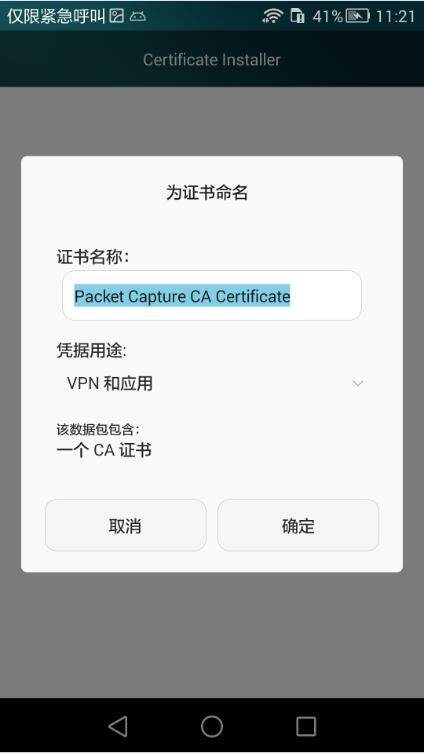 仅限紧急呼叫 41% 11:21
Certificate Installer
为证书命名
证书名称：
Packet Capture CA Certificate
凭据用途:
VPN 和应用
该数据包包含：
一个 CA 证书
取消 确定